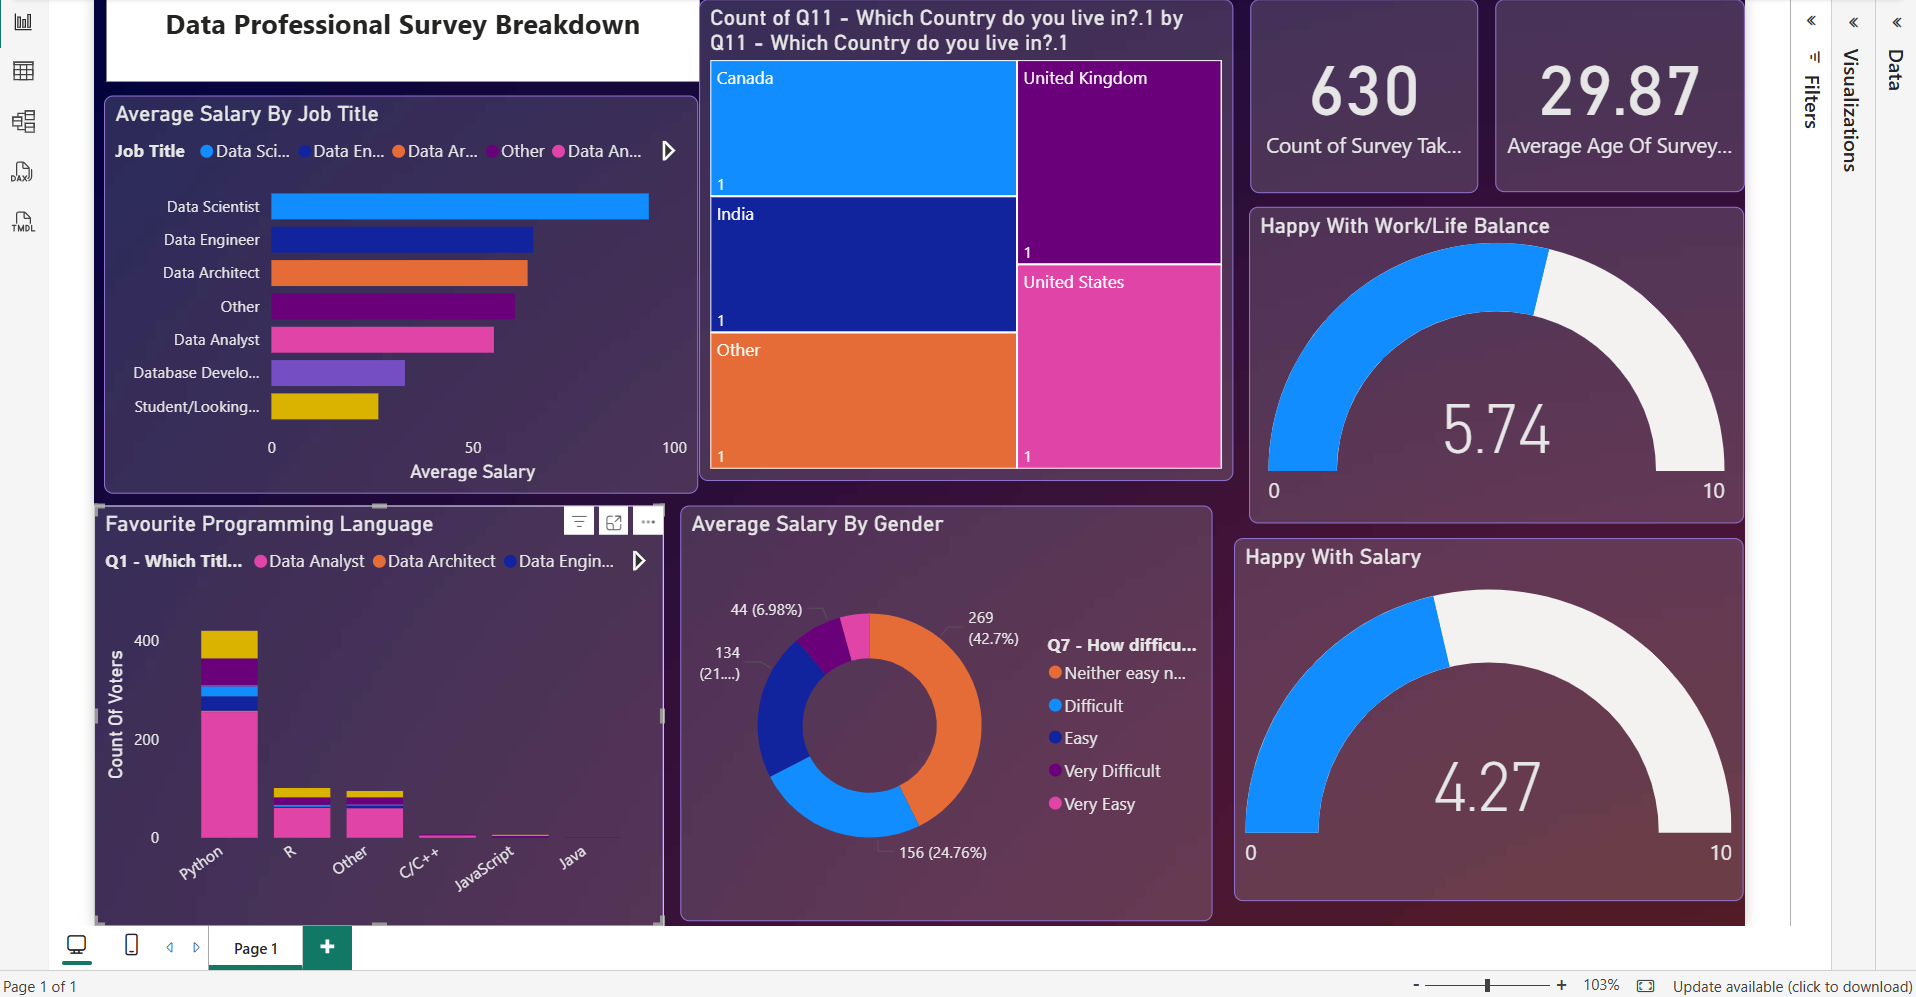 Data Professional Survey Breakdown
Count of Q11 - Which Country do you live in?.1 by
Q11 - Which Country do you live in?.1
Canada
1
India
1
Other
1
United Kingdom
1
United States
1
630
Count of Survey Tak...
29.87
Average Age Of Survey...
Filters
Visualizations
Data
DAX
TMDL
Average Salary By Job Title
Job Title Data Sci... Data En... Data Ar... Other Data An...
Data Scientist
Data Engineer
Data Architect
Other
Data Analyst
Database Develo...
Student/Looking...
0 50 100
Average Salary
Happy With Work/Life Balance
5.74
0 10
Favourite Programming Language
Q1 - Which Titl... Data Analyst Data Architect Data Engin...
Count Of Voters
400
200
0
Python R Other C/C++ JavaScript Java
Average Salary By Gender
44 (6.98%)
269
(42.7%)
134
(21....)
156 (24.76%)
Q7 - How difficu...
Neither easy n...
Difficult
Easy
Very Difficult
Very Easy
Happy With Salary
4.27
0 10
Page 1
+
Page 1 of 1
- + 103% Update available (click to download)